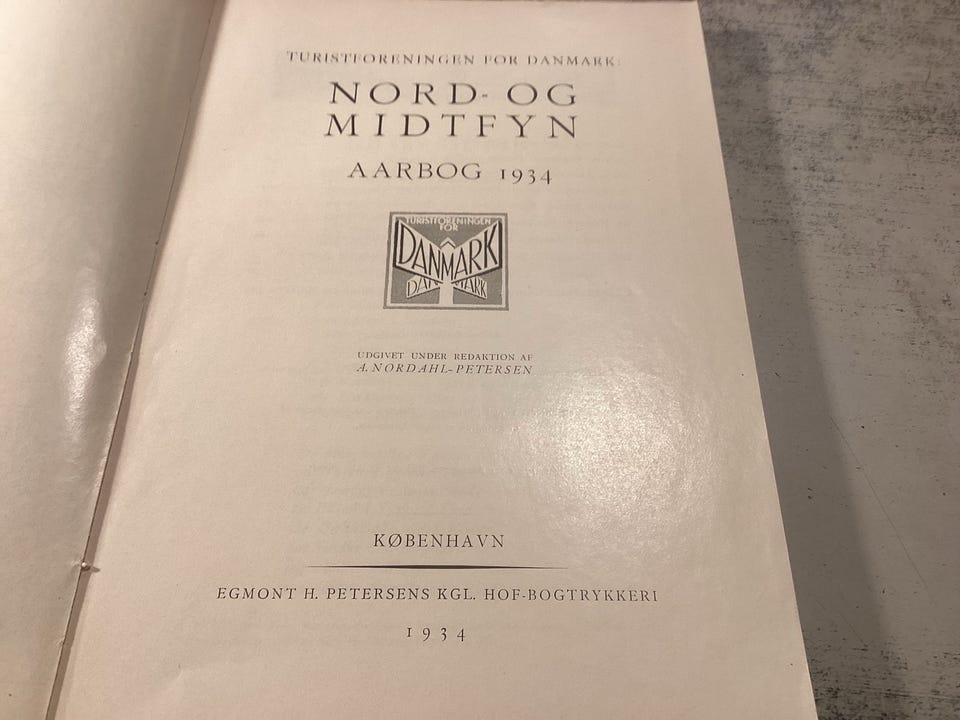 TURISTFORENINGEN FOR DANMARK:
NORD- OG
MIDTFYN
AARBOG 1934
TURISTFORENINGEN
FOR
DANMARK
DANMARK
UDGIVET UNDER REDAKTION AF
A. NORDAHL-PETERSEN
KØBENHAVN
EGMONT H. PETERSENS KGL. HOF-BOGTRYKKERI
1934